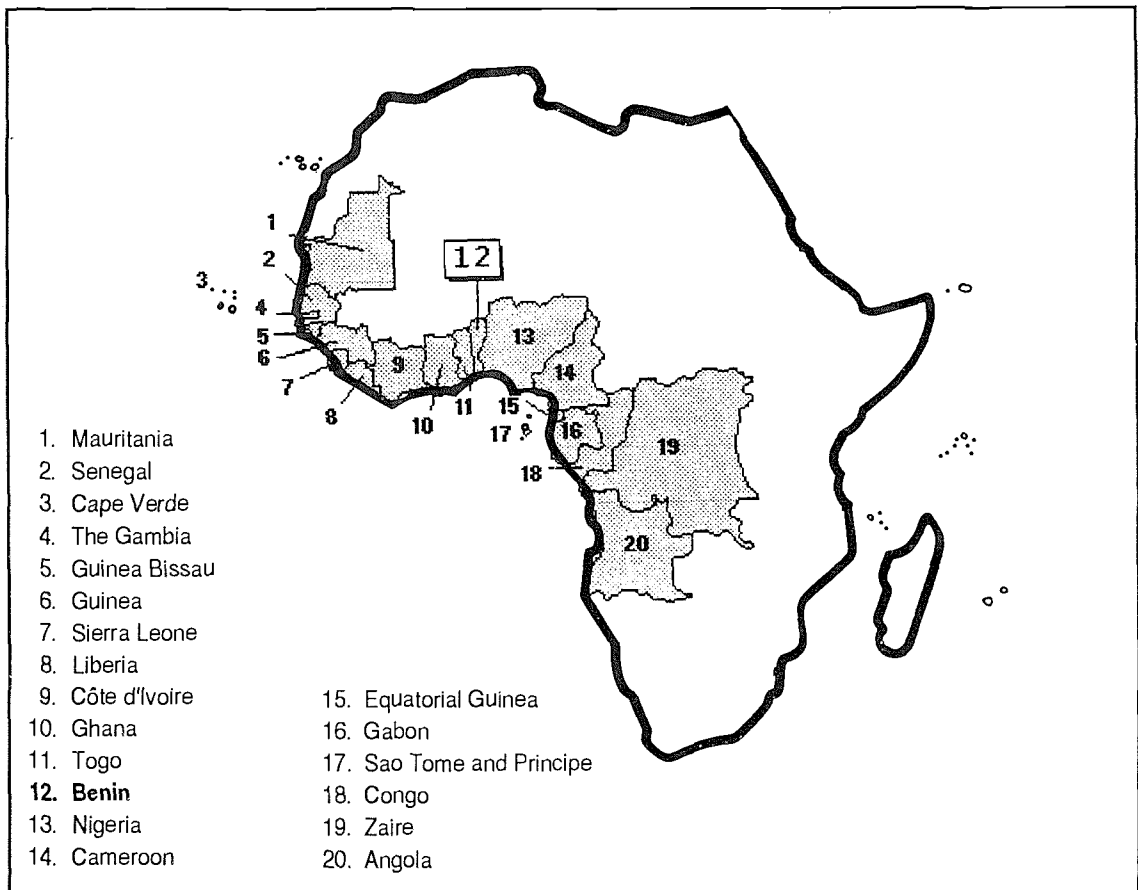 1
2
3
4
5
6
7
8
9
10
11
12
13
14
15
16
17
18
19
20
1. Mauritania
2. Senegal
3. Cape Verde
4. The Gambia
5. Guinea Bissau
6. Guinea
7. Sierra Leone
8. Liberia
9. Côte d'Ivoire
10. Ghana
11. Togo
12. Benin
13. Nigeria
14. Cameroon
15. Equatorial Guinea
16. Gabon
17. Sao Tome and Principe
18. Congo
19. Zaire
20. Angola